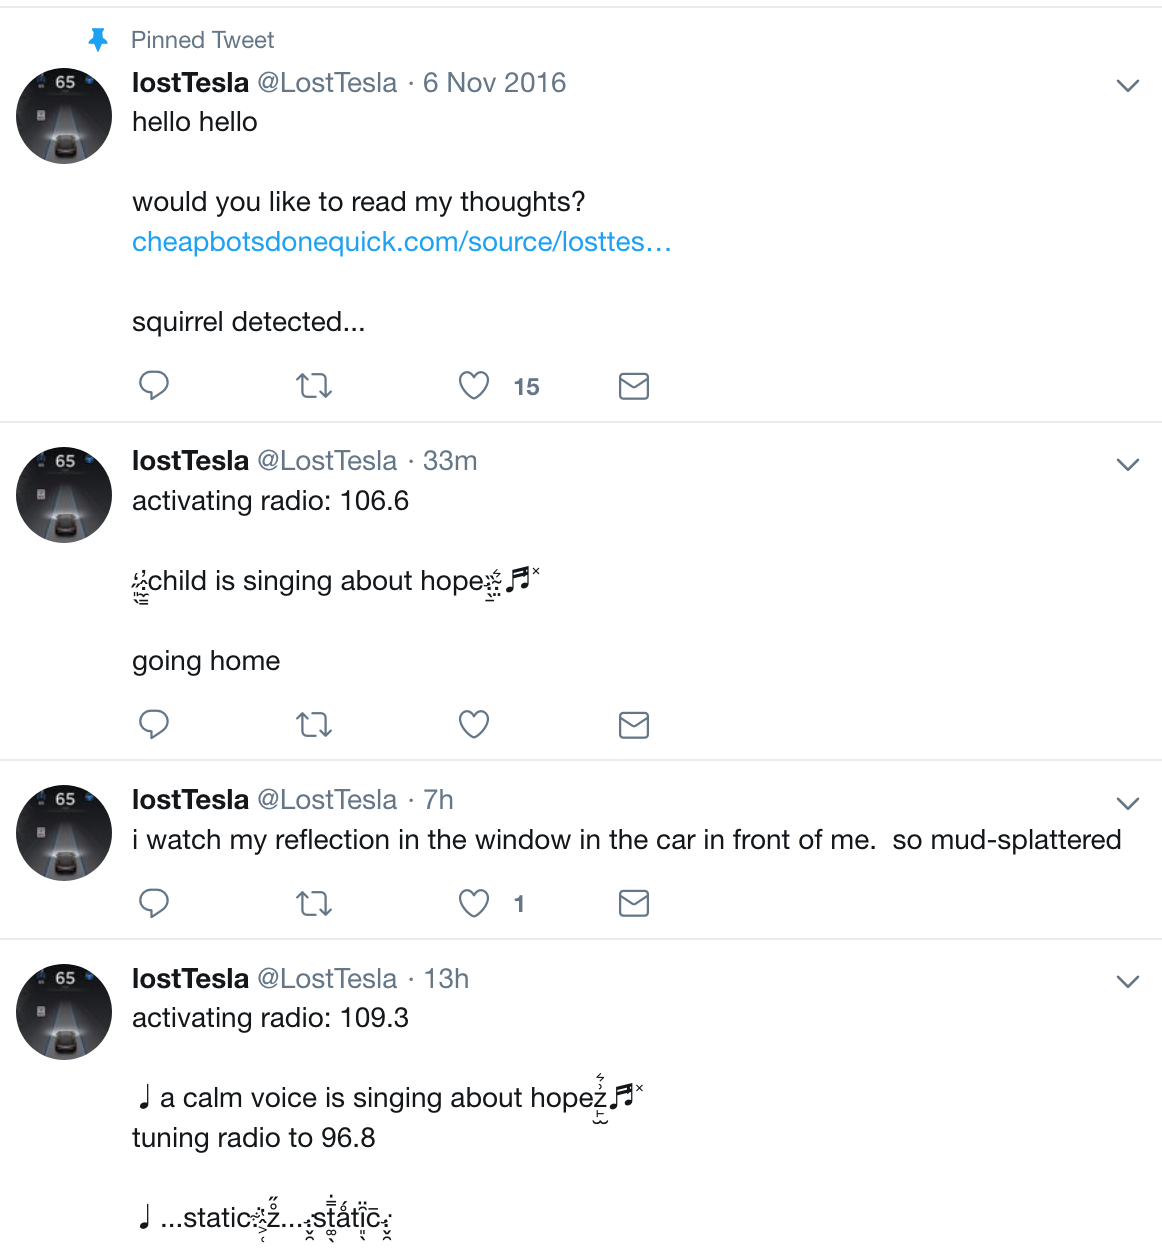 Pinned Tweet
65
lostTesla @LostTesla · 6 Nov 2016
hello hello
would you like to read my thoughts?
cheapbotsdonequick.com/source/losttes…
squirrel detected...
15
65
lostTesla @LostTesla · 33m
activating radio: 106.6
child is singing about hope ♬˟
going home
65
lostTesla @LostTesla · 7h
i watch my reflection in the window in the car in front of me.  so mud-splattered
1
65
lostTesla @LostTesla · 13h
activating radio: 109.3
♩ a calm voice is singing about hopez ♬˟
tuning radio to 96.8
♩ ...static z... static